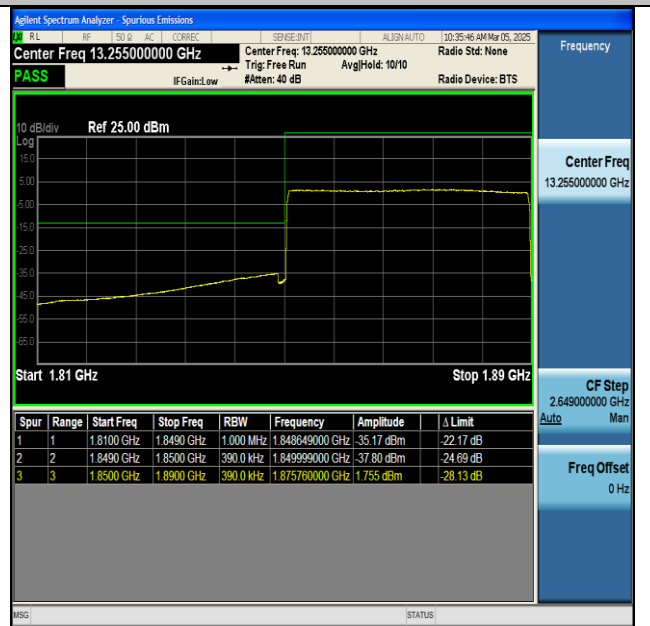 Agilent Spectrum Analyzer - Spurious Emissions
RL RF 50 Ω AC CORREC SENSE:INT ALIGN AUTO 10:35:46 AM Mar 05, 2025
Center Freq 13.255000000 GHz
Center Freq: 13.255000000 GHz
Radio Std: None
Trig: Free Run Avg|Hold: 10/10
PASS
IFGain:Low
#Atten: 40 dB
Radio Device: BTS
10 dB/div Ref 25.00 dBm
Log
15.0
5.00
-5.00
-15.0
-25.0
-35.0
-45.0
-55.0
-65.0
Start 1.81 GHz
Stop 1.89 GHz
Spur Range Start Freq Stop Freq RBW Frequency Amplitude Δ Limit
1 1 1.8100 GHz 1.8490 GHz 1.000 MHz 1.848649000 GHz -35.17 dBm -22.17 dB
2 2 1.8490 GHz 1.8500 GHz 390.0 kHz 1.849999000 GHz -37.80 dBm -24.69 dB
3 3 1.8500 GHz 1.8900 GHz 390.0 kHz 1.875760000 GHz 1.755 dBm -28.13 dB
Frequency
Center Freq
13.255000000 GHz
CF Step
2.649000000 GHz
Auto Man
Freq Offset
0 Hz
MSG
STATUS